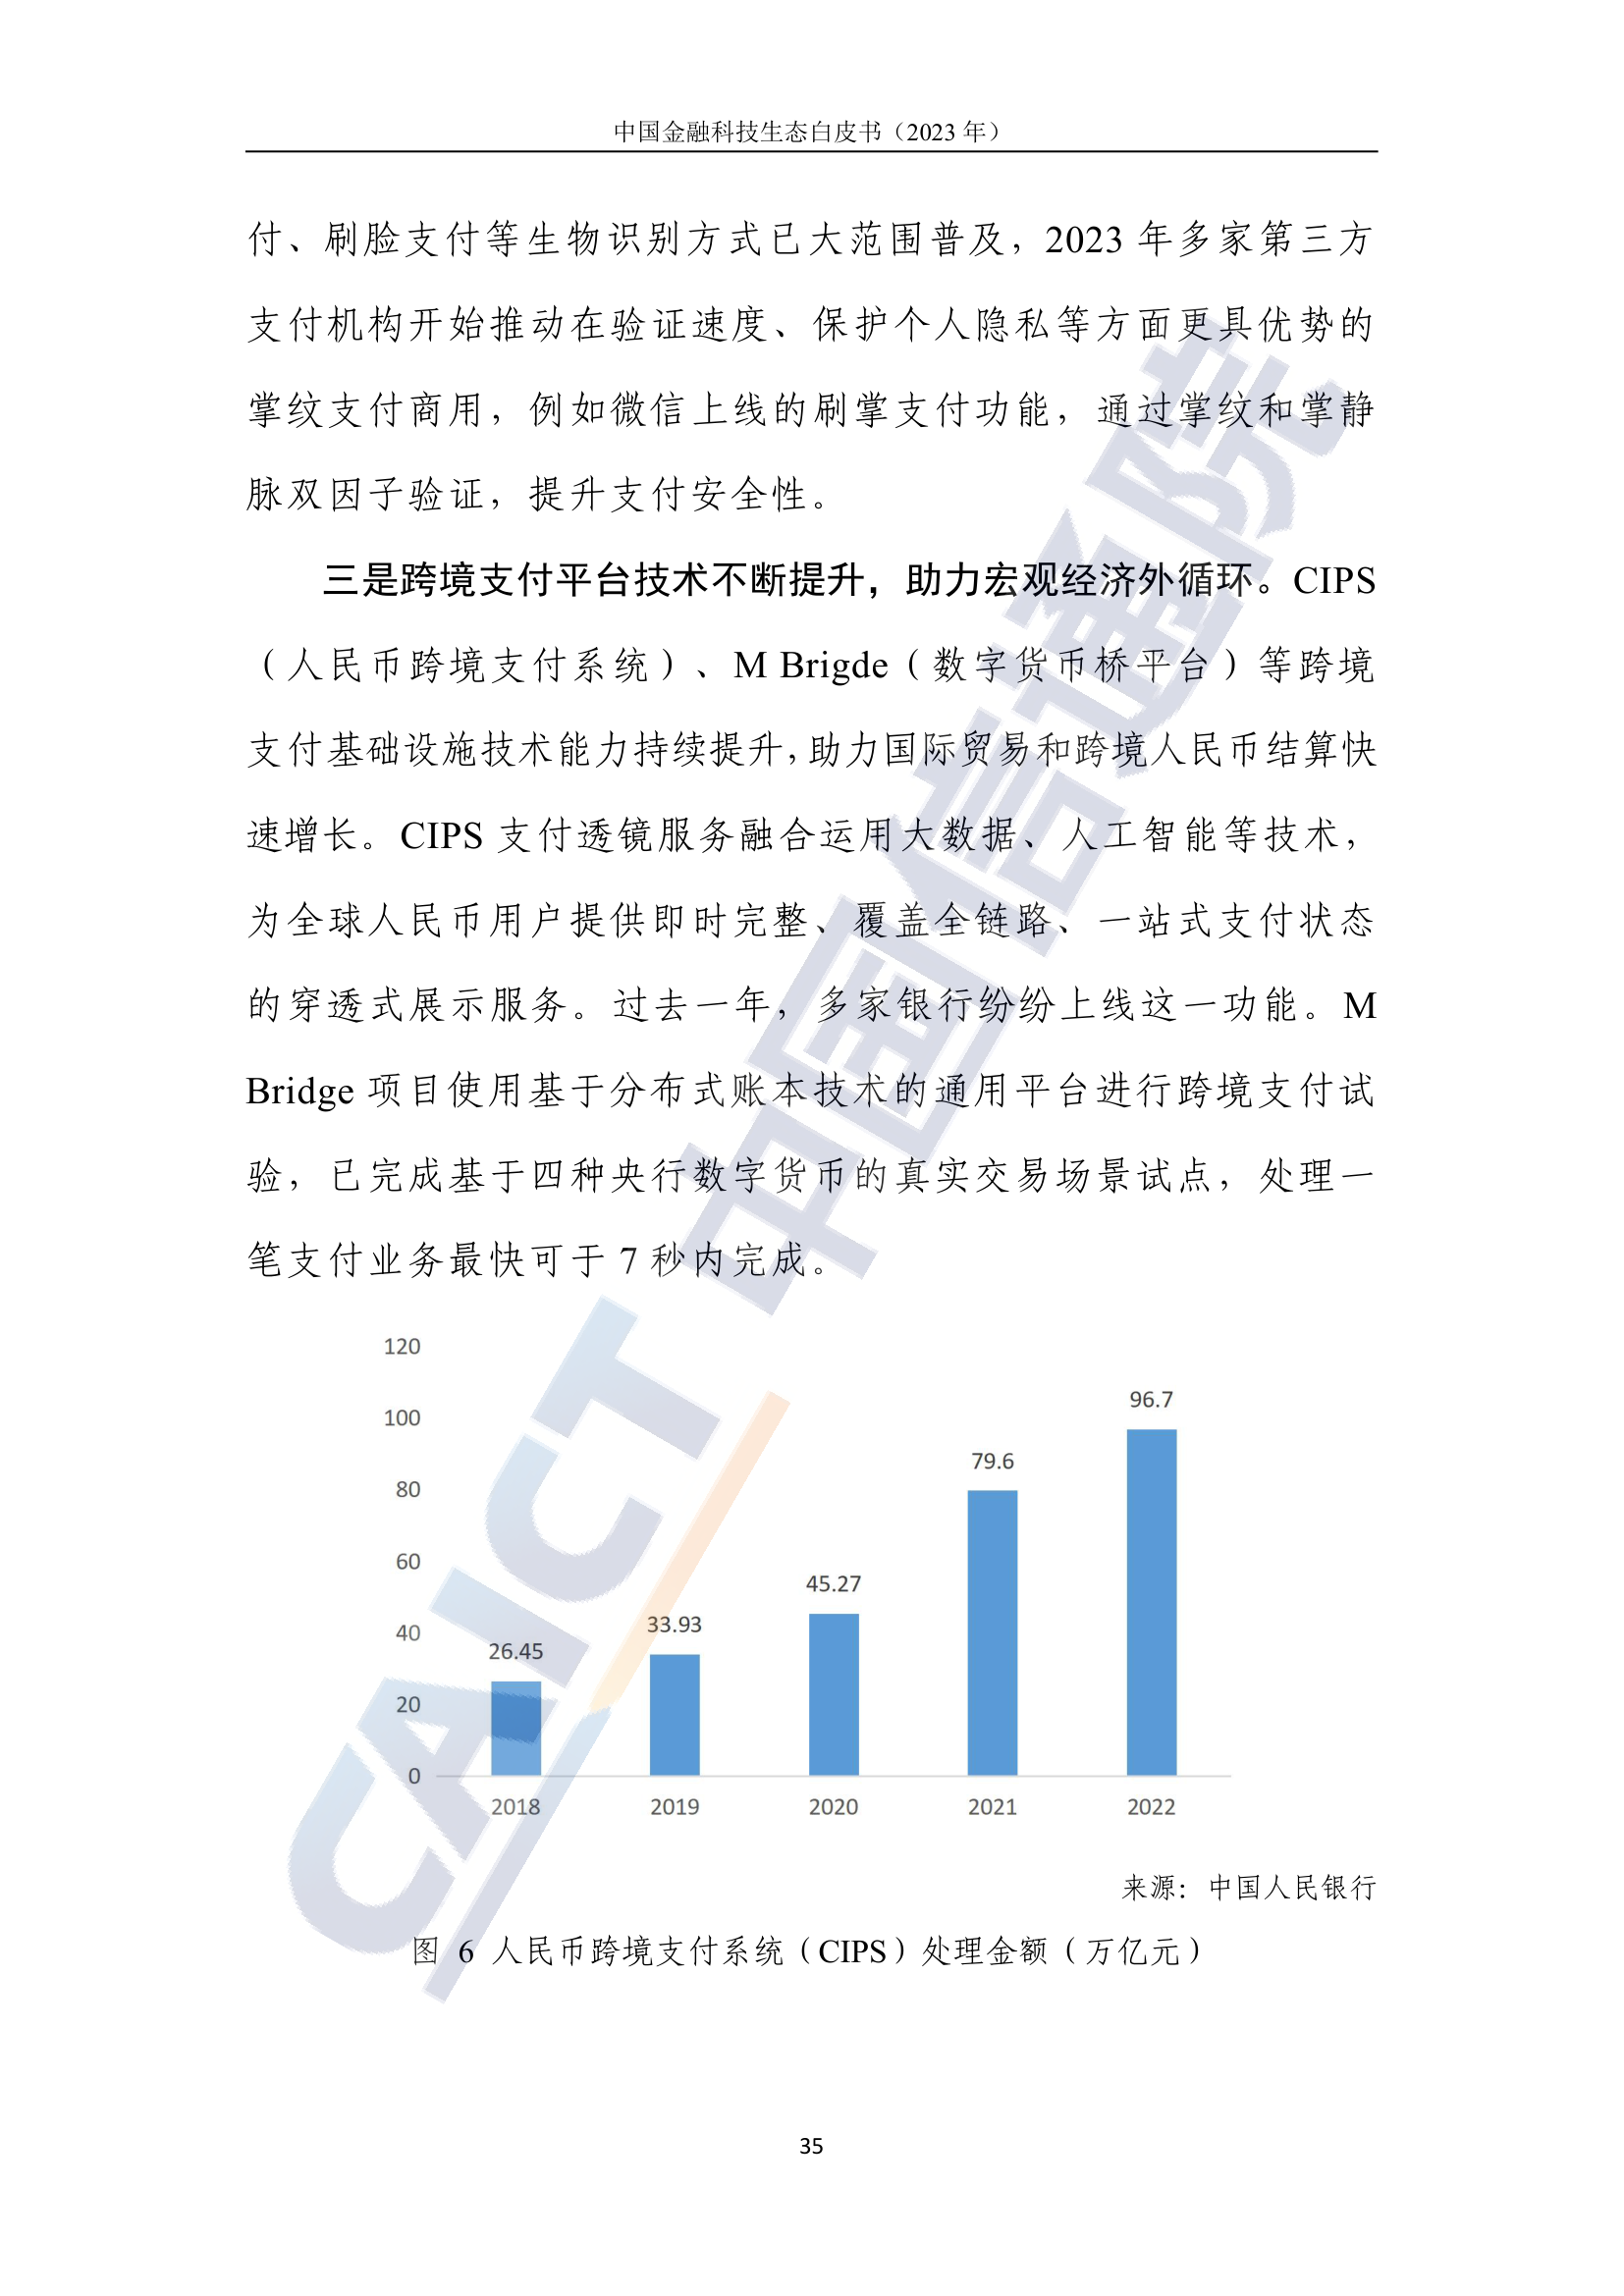 中国金融科技生态白皮书（2023 年）
付、刷脸支付等生物识别方式已大范围普及，2023 年多家第三方
支付机构开始推动在验证速度、保护个人隐私等方面更具优势的
掌纹支付商用，例如微信上线的刷掌支付功能，通过掌纹和掌静
脉双因子验证，提升支付安全性。
三是跨境支付平台技术不断提升，助力宏观经济外循环。CIPS
（人民币跨境支付系统）、M Brigde（数字货币桥平台）等跨境
支付基础设施技术能力持续提升，助力国际贸易和跨境人民币结算快
速增长。CIPS 支付透镜服务融合运用大数据、人工智能等技术，
为全球人民币用户提供即时完整、覆盖全链路、一站式支付状态
的穿透式展示服务。过去一年，多家银行纷纷上线这一功能。M
Bridge 项目使用基于分布式账本技术的通用平台进行跨境支付试
验，已完成基于四种央行数字货币的真实交易场景试点，处理一
笔支付业务最快可于 7 秒内完成。
120
100
80
60
40
20
0
26.45
33.93
45.27
79.6
96.7
2018
2019
2020
2021
2022
来源：中国人民银行
图 6 人民币跨境支付系统（CIPS）处理金额（万亿元）
35
CAICT 中国信通院